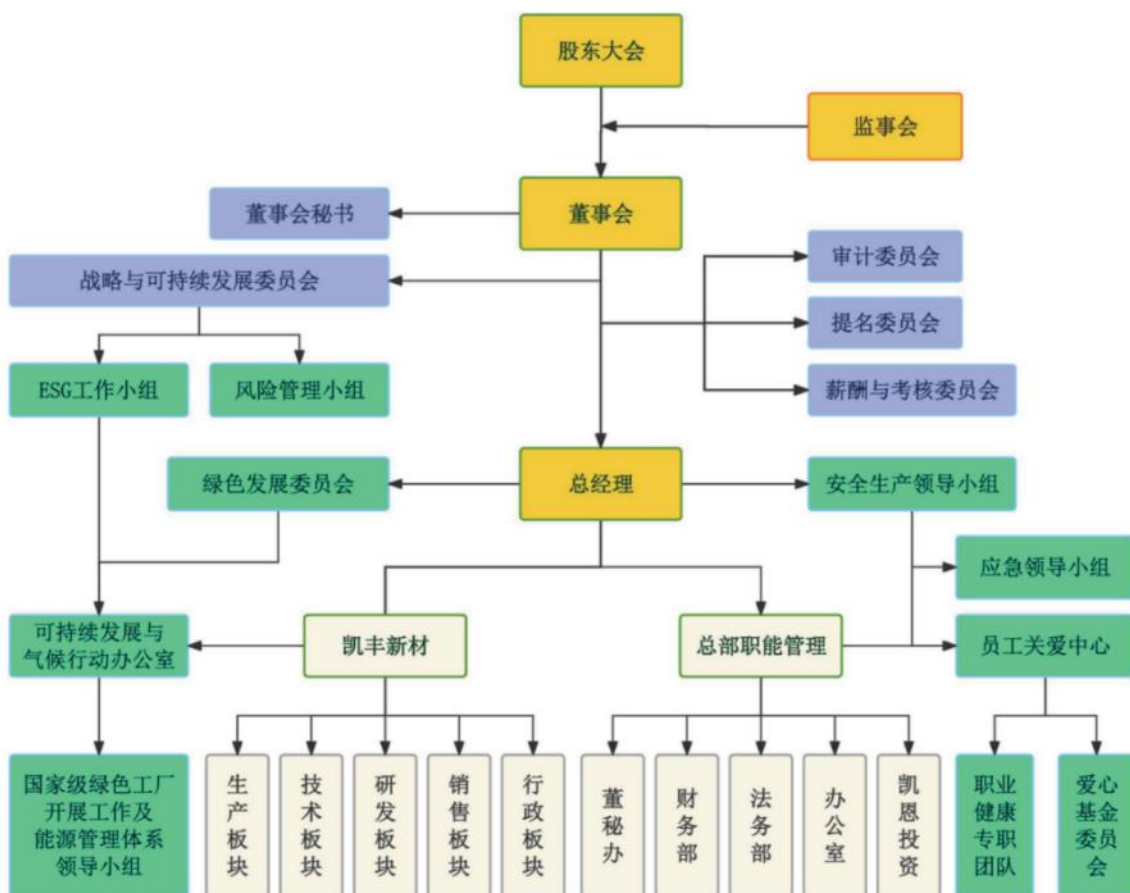 股东大会
监事会
董事会
董事会秘书
战略与可持续发展委员会
审计委员会
提名委员会
薪酬与考核委员会
ESG工作小组
风险管理小组
绿色发展委员会
总经理
安全生产领导小组
应急领导小组
可持续发展与
气候行动办公室
凯丰新材
总部职能管理
员工关爱中心
国家级绿色工厂
开展工作及
能源管理体系
领导小组
生产板块
技术板块
研发板块
销售板块
行政板块
董秘办
财务部
法务部
办公室
凯恩投资
职业
健康
专职
团队
爱心
基金
委员
会